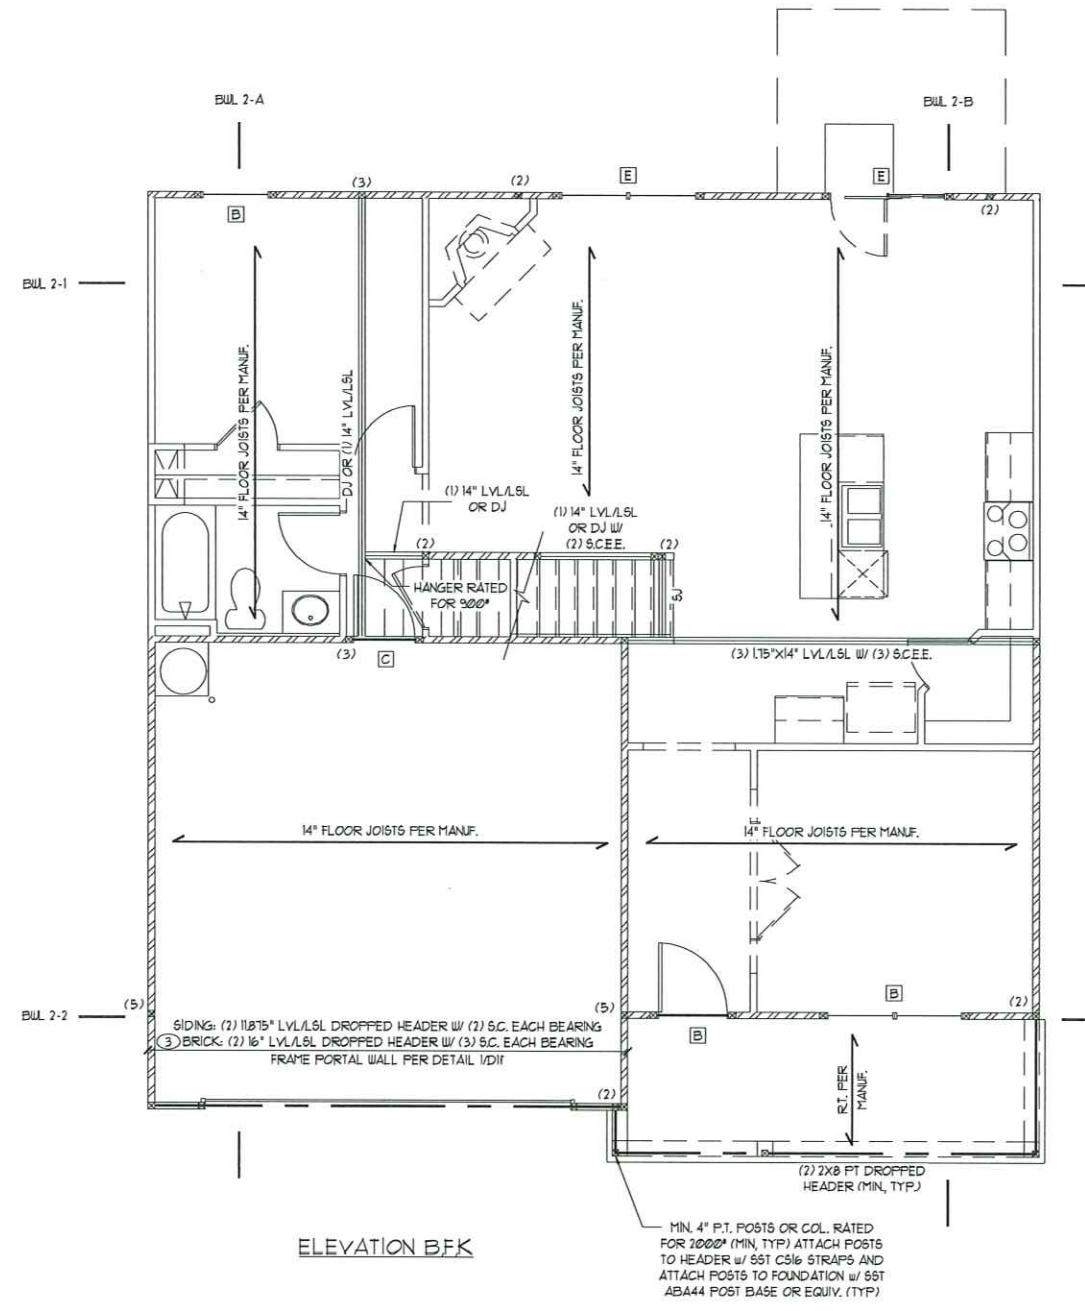 BWL 2-A
BWL 2-B
(3)
(2)
E
E
B
(2)
BWL 2-1
14" FLOOR JOISTS PER MANUF.
DJ OR (1) 14" LVL/LSL
14" FLOOR JOISTS PER MANUF.
14" FLOOR JOISTS PER MANUF.
(1) 14" LVL/LSL
OR DJ
(1) 14" LVL/LSL
OR DJ W/
(2) S.C.E.E.
(2)
(2)
HANGER RATED
FOR 900#
SJ
(3)
C
(3) 1.75"X14" LVL/LSL W/ (3) S.C.E.E.
14" FLOOR JOISTS PER MANUF.
14" FLOOR JOISTS PER MANUF.
(5)
(5)
B
(2)
BWL 2-2
SIDING: (2) 11.875" LVL/LSL DROPPED HEADER W/ (2) S.C. EACH BEARING
3 BRICK: (2) 16" LVL/LSL DROPPED HEADER W/ (3) S.C. EACH BEARING
FRAME PORTAL WALL PER DETAIL 1/D1f
B
R.T. PER
MANUF.
(2)
(2) 2X8 PT DROPPED
HEADER (MIN, TYP.)
MIN. 4" P.T. POSTS OR COL. RATED
FOR 2000# (MIN, TYP) ATTACH POSTS
TO HEADER w/ SST CS16 STRAPS AND
ATTACH POSTS TO FOUNDATION w/ SST
ABA44 POST BASE OR EQUIV. (TYP)
ELEVATION B,F,K